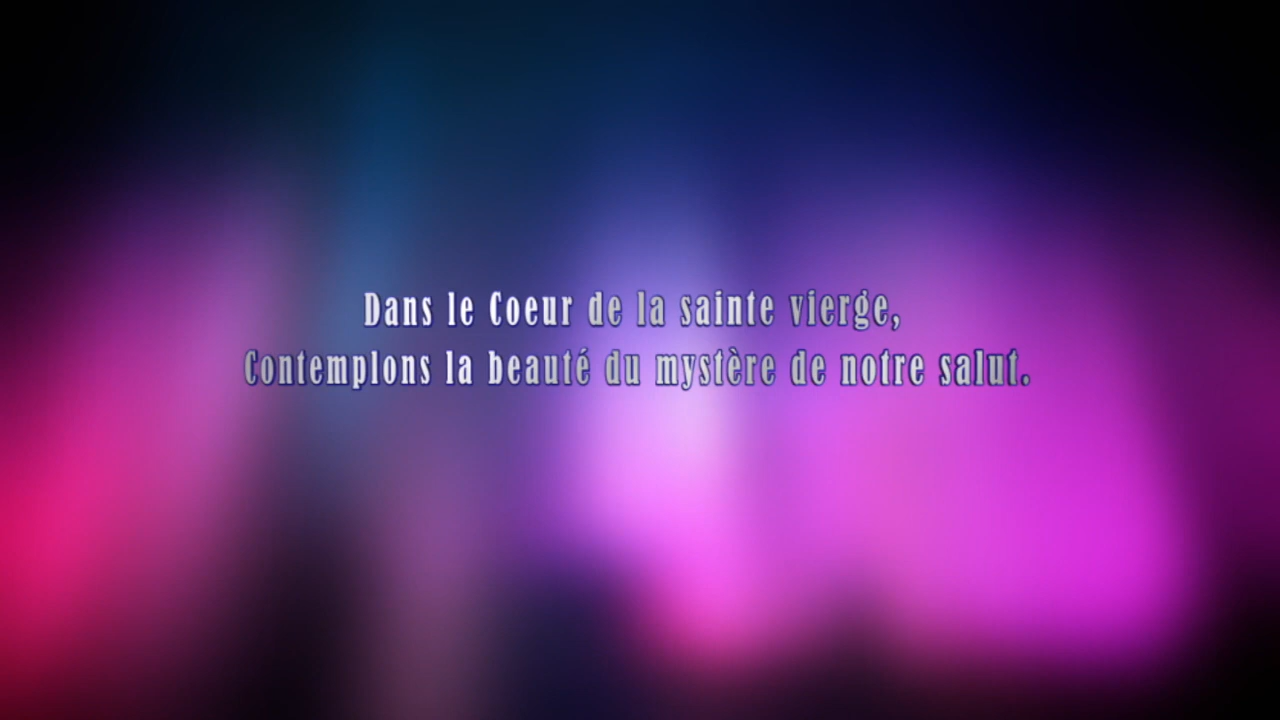 Dans le Coeur de la sainte vierge,
Contemplons la beauté du mystère de notre salut.